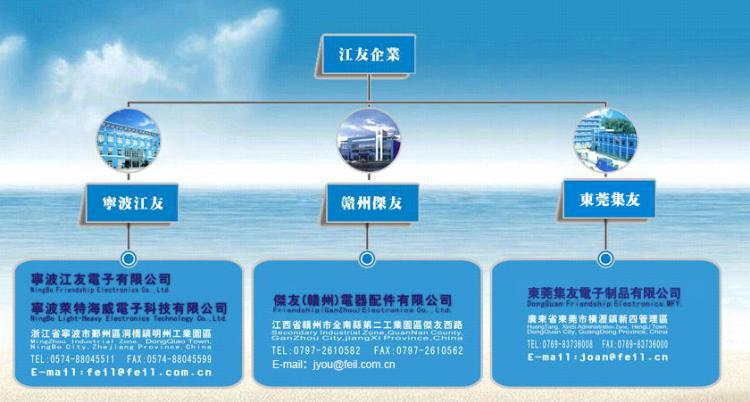 江友企業
寧波江友
贛州傑友
東莞集友
寧波江友電子有限公司
NingBo Friendship Electronics Co., Ltd.
寧波萊特海威電子科技有限公司
NingBo Light-Heavy Electronics Technology Co., Ltd.
浙江省寧波市鄞州區洞橋鎮明州工業園區
MingZhou Industrial Zone, DongQiao Town,
NingBo City, Zhejiang Province, China
TEL:0574-88045511 FAX:0574-88045599
E-mail:feil@feil.com.cn
傑友(贛州)電器配件有限公司
Friendship(GanZhou) Electronics Co., Ltd.
江西省贛州市全南縣第二工業園區傑友西路
Secondary Industrial Zone, QuanNan County,
GanZhou City, jiangXi Province, China
TEL:0797-2610582 FAX:0797-2610562
E-mail: jyou@feil.com.cn
東莞集友電子制品有限公司
DongGuan Friendship Electronics MFY.
廣東省東莞市橫瀝鎮新四管理區
HuangTang, XinSi Administration Zone, HengLi Town,
DongGuan City, GuangDong Province, China
TEL:0769-83736008 FAX:0769-83736000
E-mail:joan@feil.cn